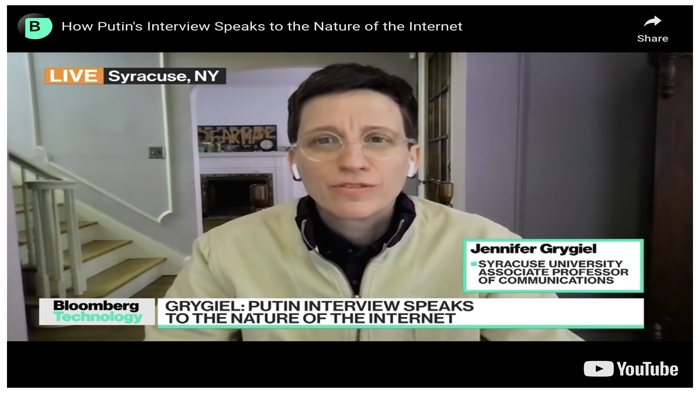 B
How Putin's Interview Speaks to the Nature of the Internet
Share
LIVE Syracuse, NY
Jennifer Grygiel
SYRACUSE UNIVERSITY
ASSOCIATE PROFESSOR
OF COMMUNICATIONS
Bloomberg
Technology
GRYGIEL: PUTIN INTERVIEW SPEAKS
TO THE NATURE OF THE INTERNET
YouTube